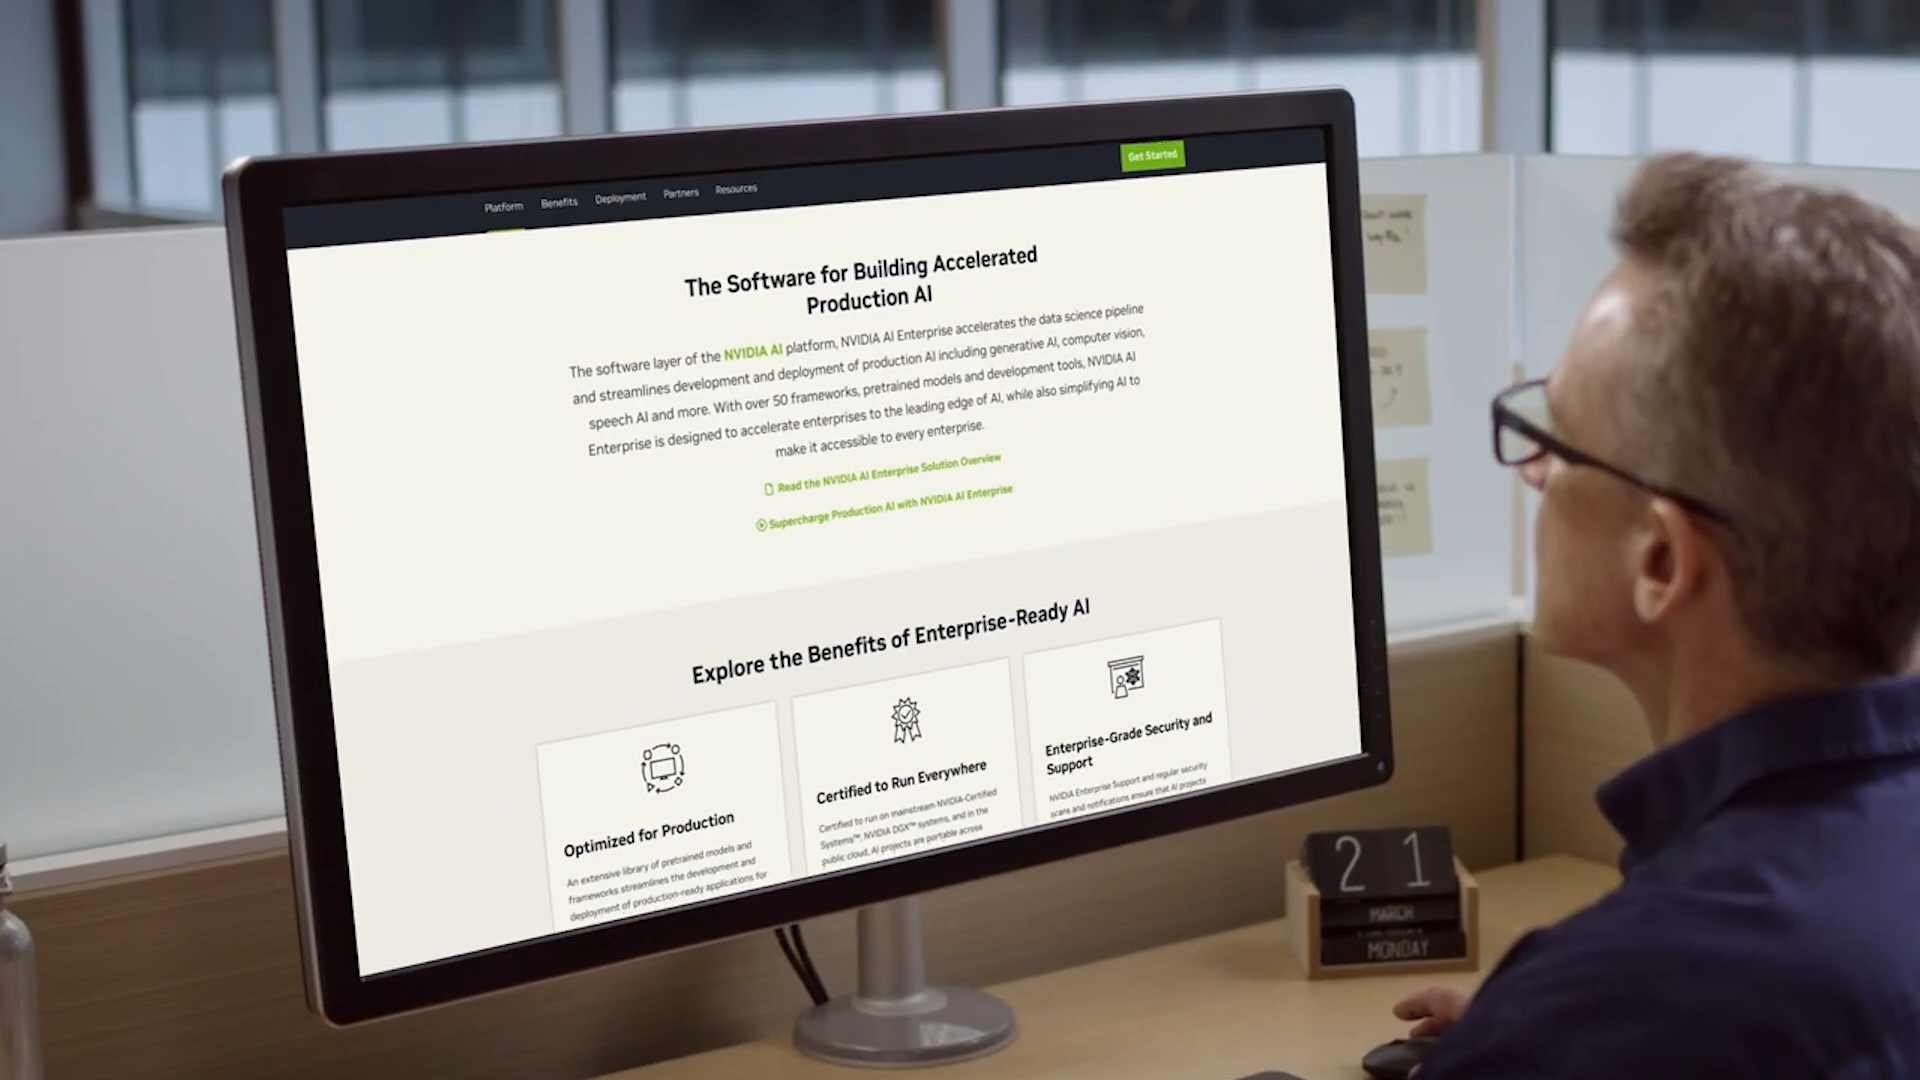 Platform Benefits Deployment Partners Resources
Get Started
The Software for Building Accelerated
Production AI
The software layer of the NVIDIA AI platform, NVIDIA AI Enterprise accelerates the data science pipeline
and streamlines development and deployment of production AI including generative AI, computer vision,
speech AI and more. With over 50 frameworks, pretrained models and development tools, NVIDIA AI
Enterprise is designed to accelerate enterprises to the leading edge of AI, while also simplifying AI to
make it accessible to every enterprise.
Read the NVIDIA AI Enterprise Solution Overview
Supercharge Production AI with NVIDIA AI Enterprise
Explore the Benefits of Enterprise-Ready AI
Optimized for Production
An extensive library of pretrained models and
frameworks streamlines the development and
deployment of production-ready applications for
Certified to Run Everywhere
Certified to run on mainstream NVIDIA-Certified
Systems™, NVIDIA DGX™ systems, and in the
public cloud, AI projects are portable across
Enterprise-Grade Security and
Support
NVIDIA Enterprise Support and regular security
scans and notifications ensure that AI projects
21
MARCH
MONDAY